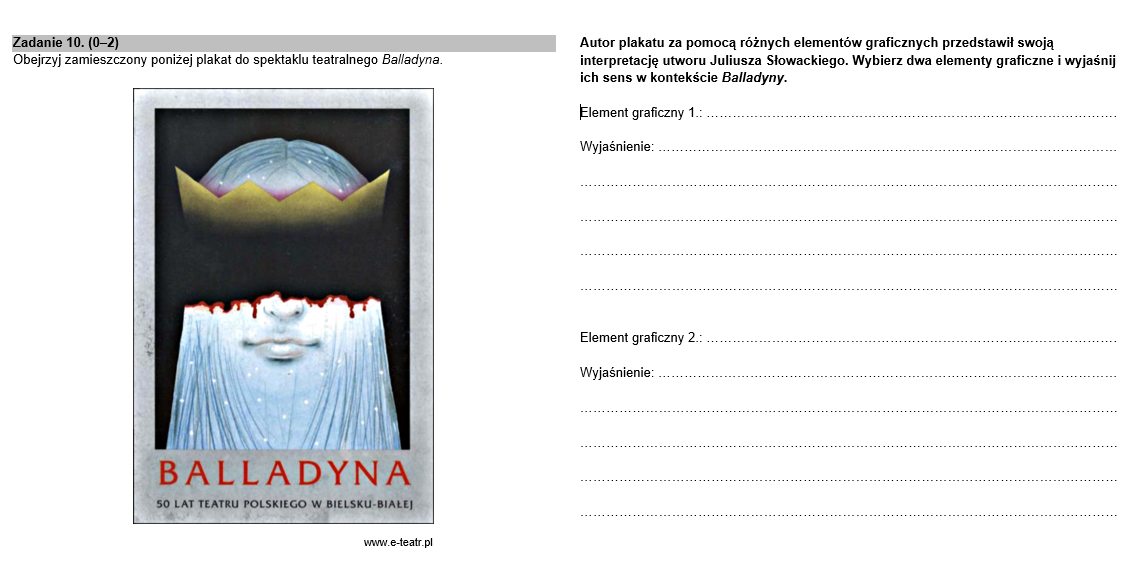 Zadanie 10. (0–2)
Obejrzyj zamieszczony poniżej plakat do spektaklu teatralnego Balladyna.
BALLADYNA
50 LAT TEATRU POLSKIEGO W BIELSKU-BIAŁEJ
www.e-teatr.pl
Autor plakatu za pomocą różnych elementów graficznych przedstawił swoją
interpretację utworu Juliusza Słowackiego. Wybierz dwa elementy graficzne i wyjaśnij
ich sens w kontekście Balladyny.
Element graficzny 1.: ……………………………………………………………………………
Wyjaśnienie: ……………………………………………………………………………………
……………………………………………………………………………………………………
……………………………………………………………………………………………………
……………………………………………………………………………………………………
……………………………………………………………………………………………………
Element graficzny 2.: ……………………………………………………………………………
Wyjaśnienie: ……………………………………………………………………………………
……………………………………………………………………………………………………
……………………………………………………………………………………………………
……………………………………………………………………………………………………
……………………………………………………………………………………………………